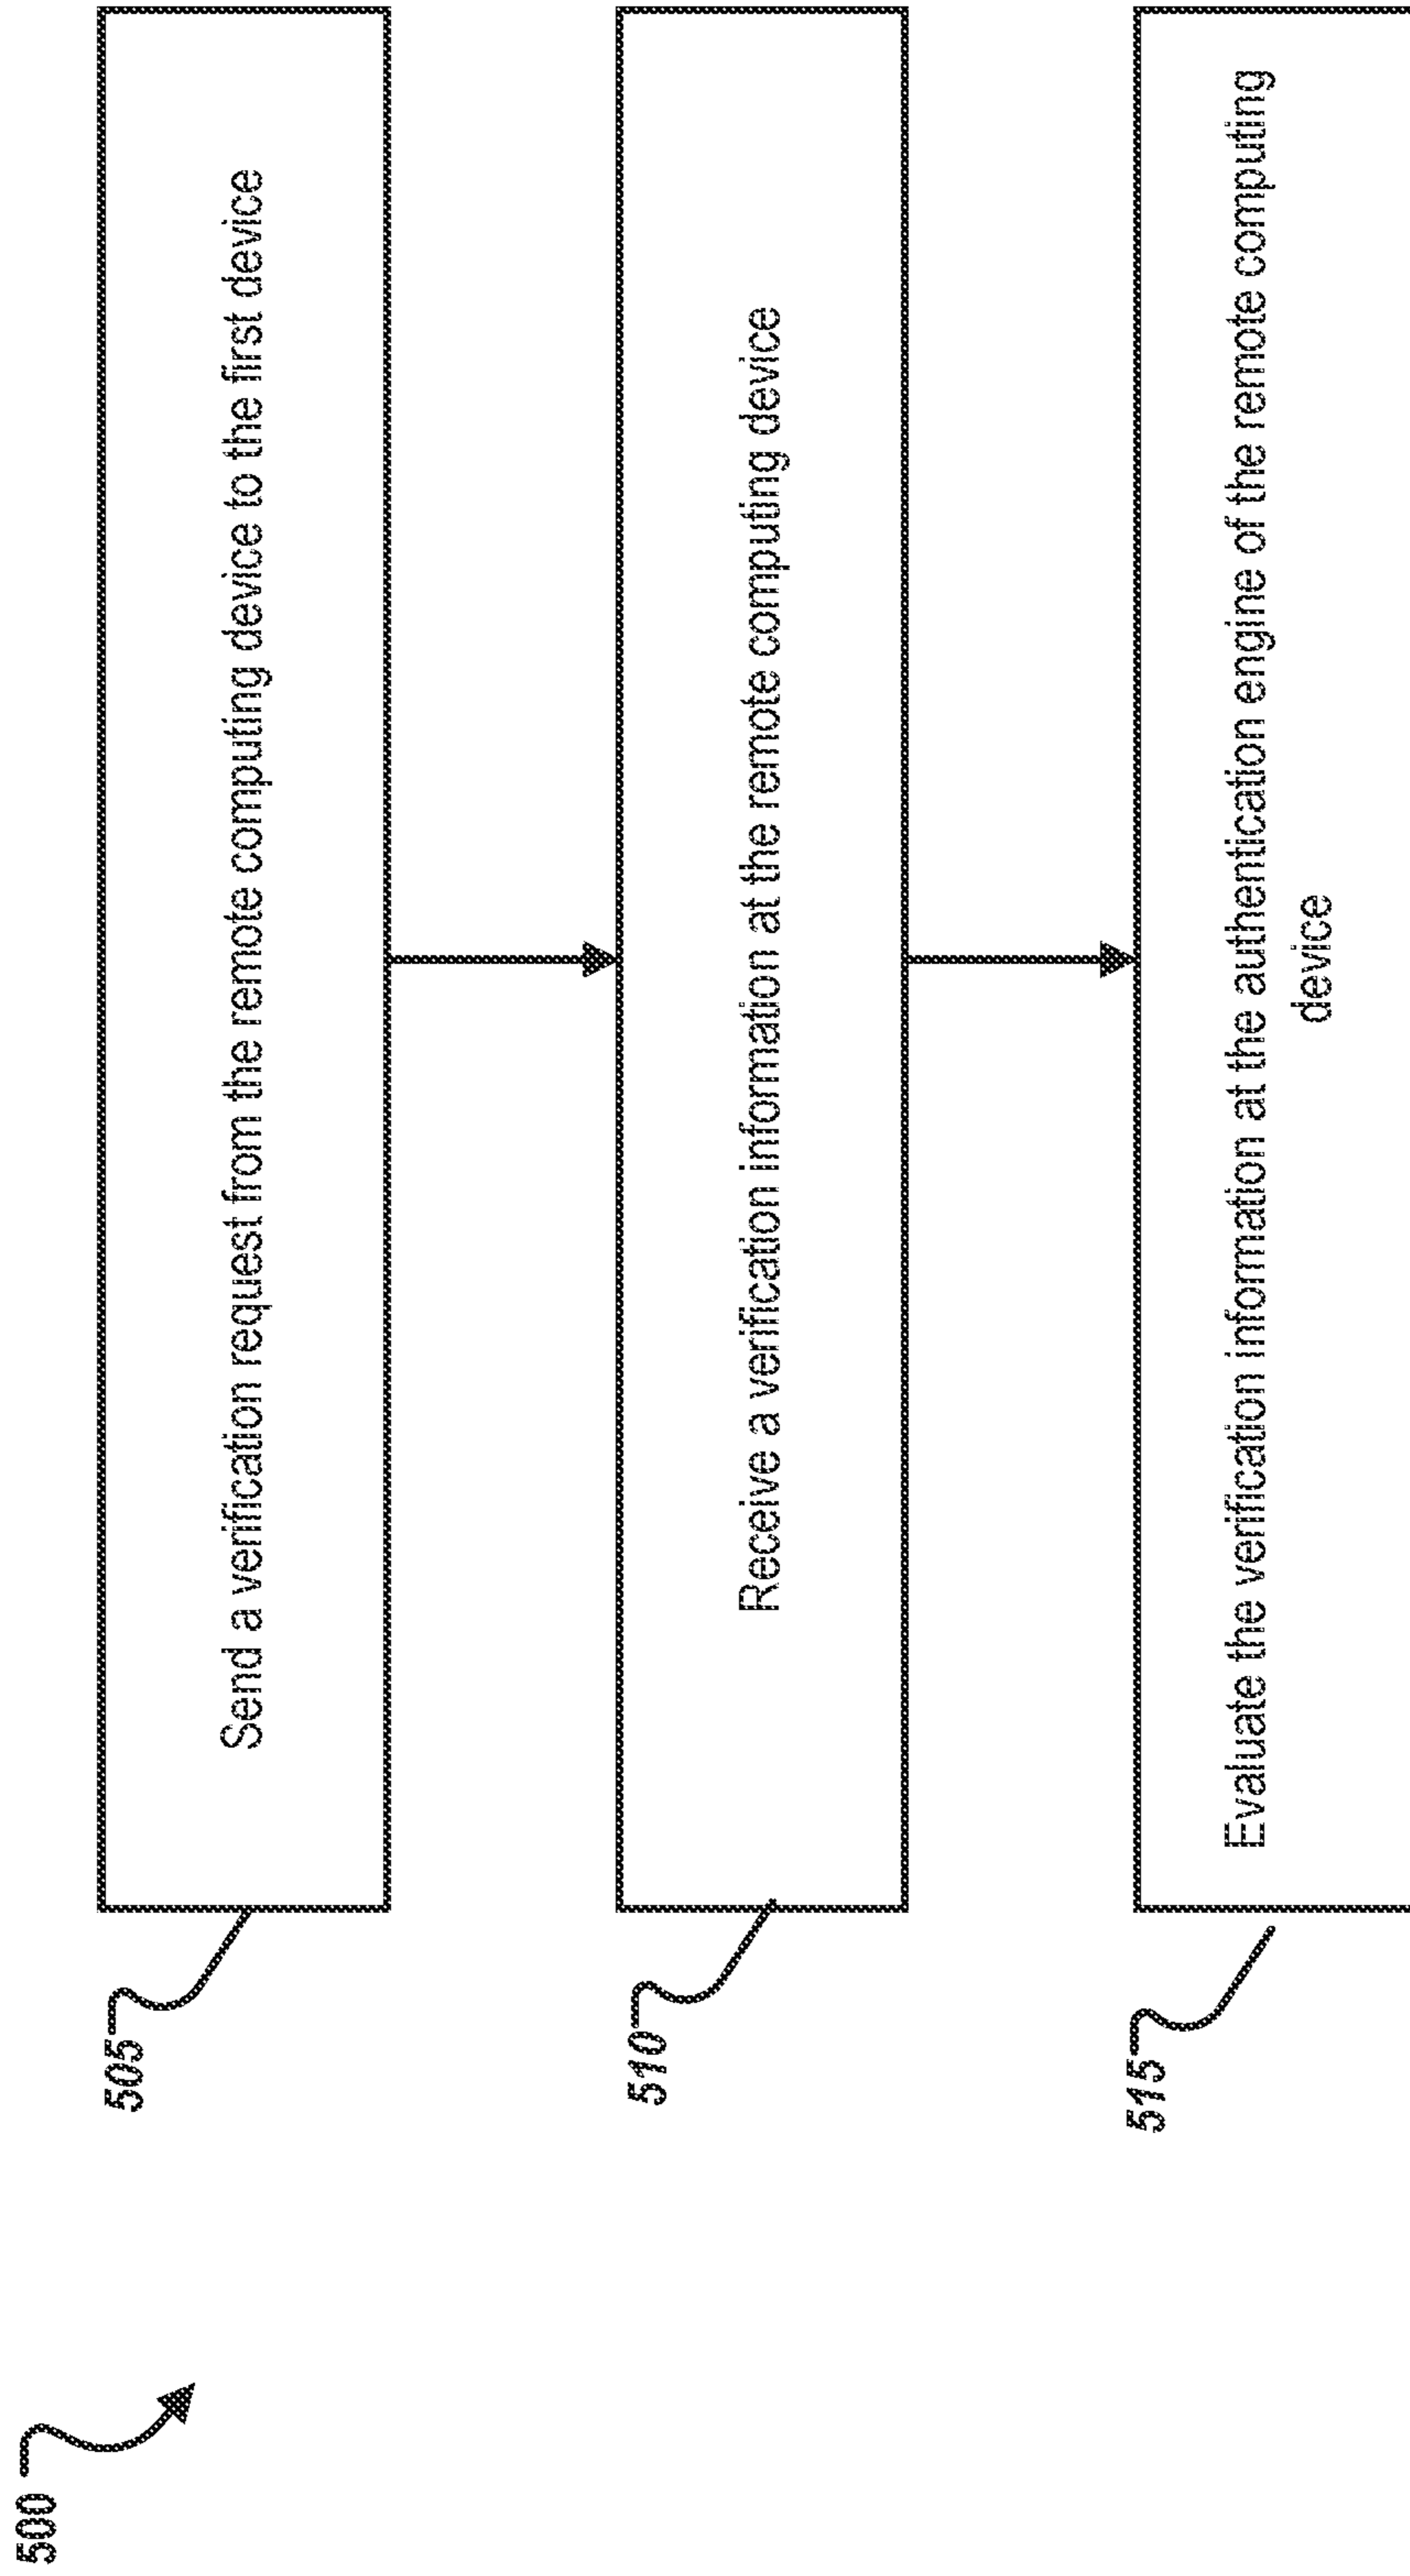 500
505
Send a verification request from the remote computing device to the first device
510
Receive a verification information at the remote computing device
515
Evaluate the verification information at the authentication engine of the remote computing
device